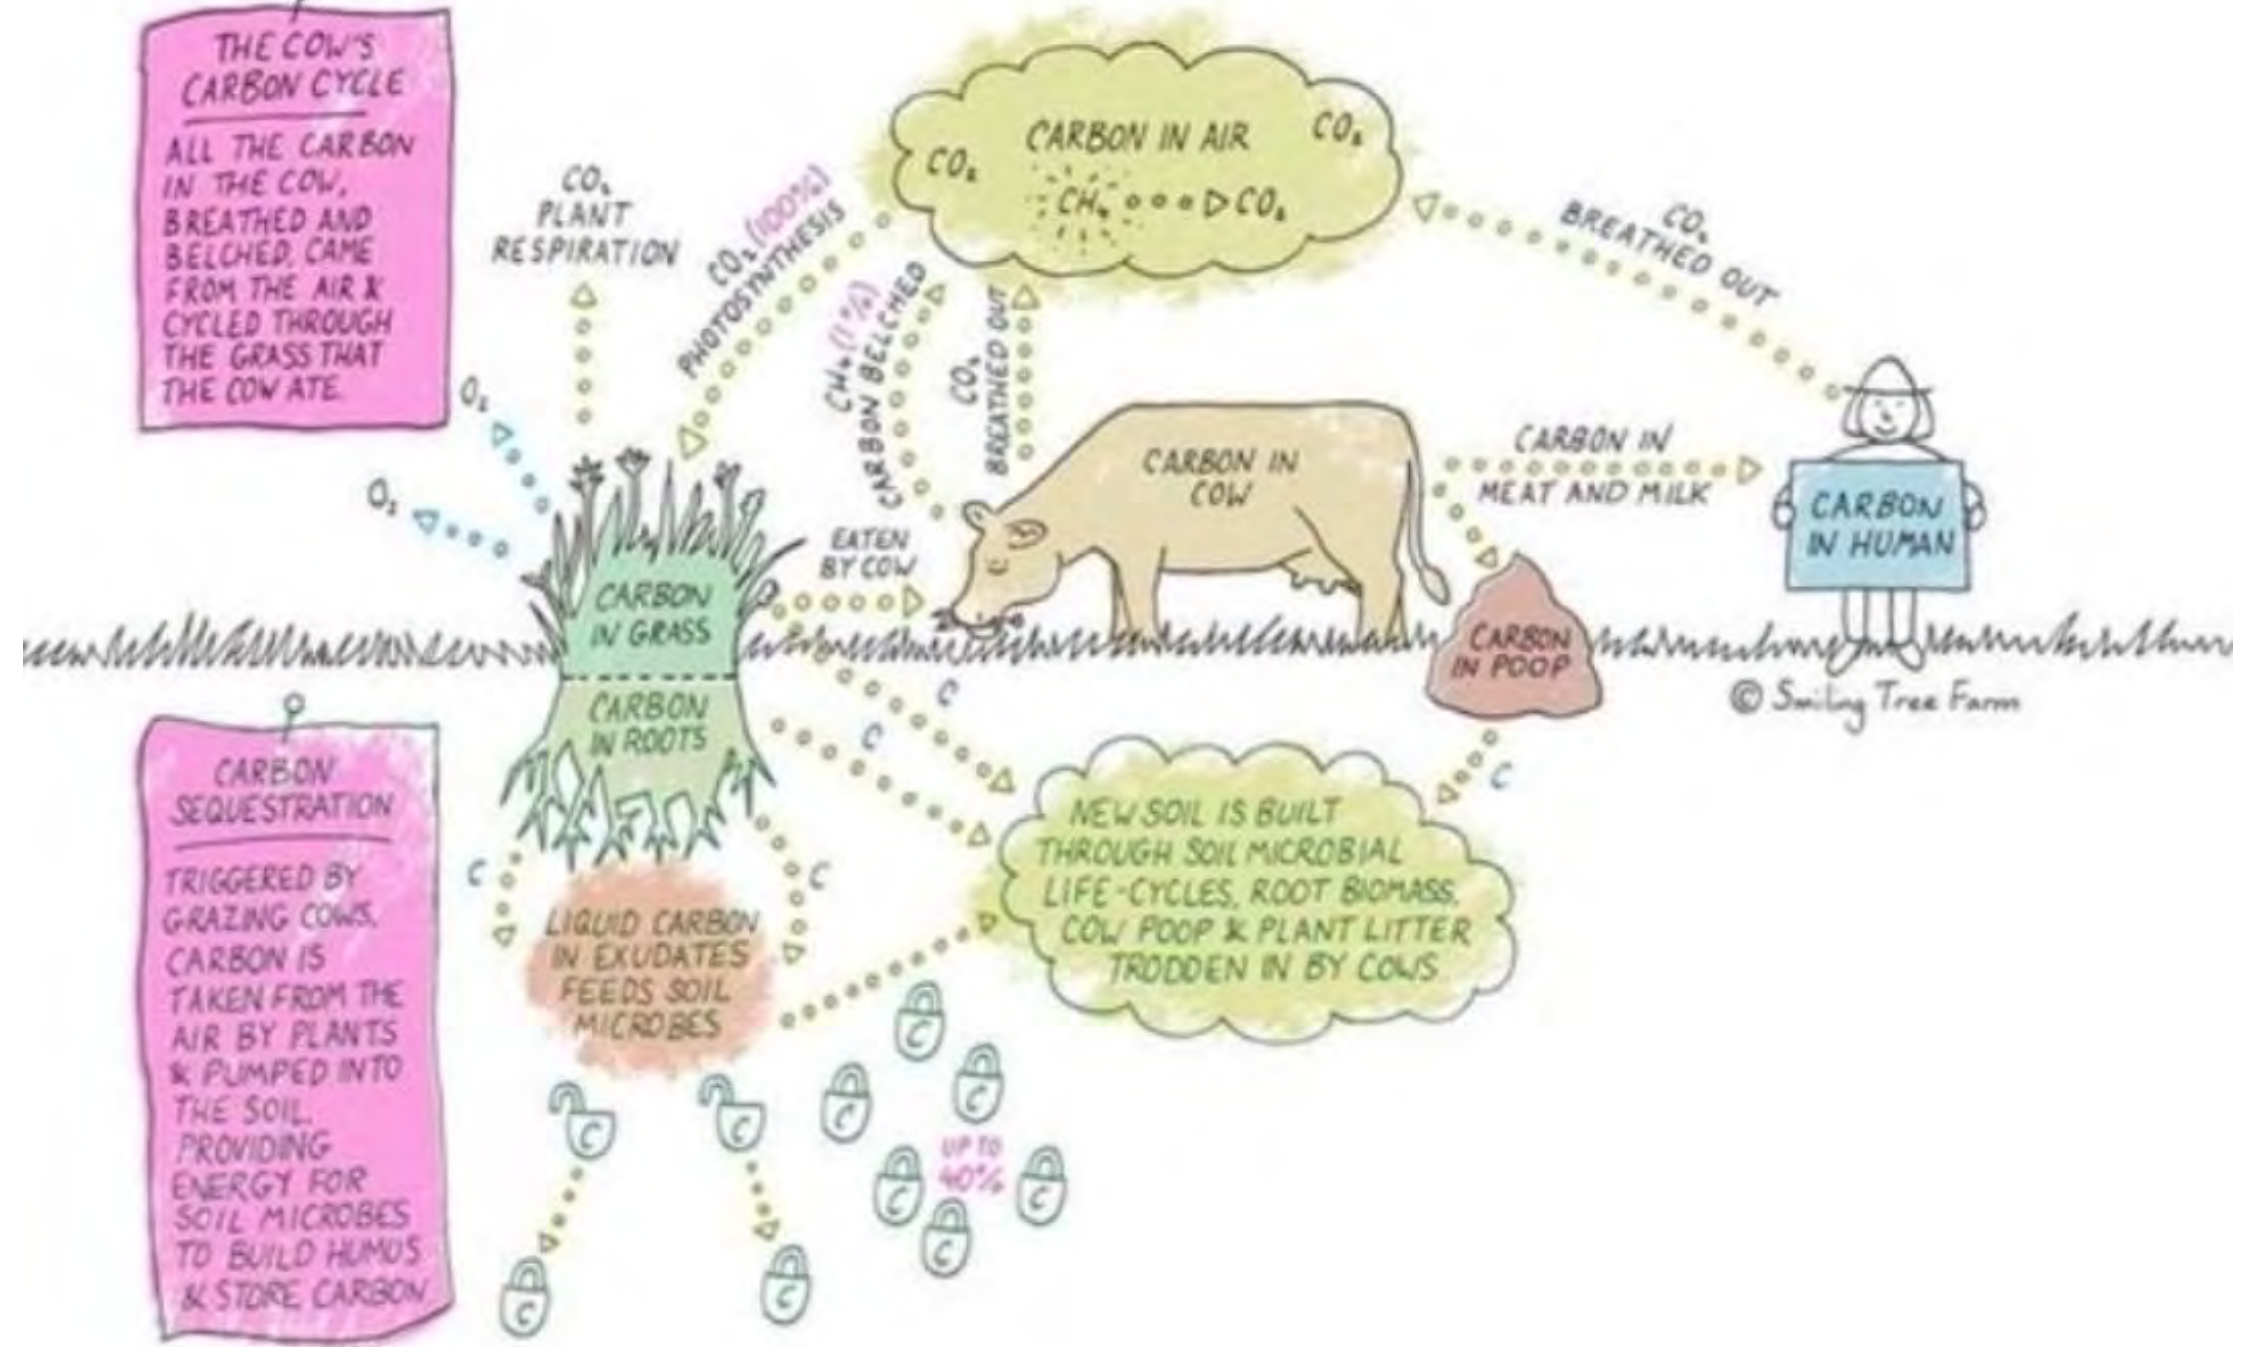 THE COW'S
CARBON CYCLE
ALL THE CARBON
IN THE COW,
BREATHED AND
BELCHED, CAME
FROM THE AIR &
CYCLED THROUGH
THE GRASS THAT
THE COW ATE.
CO₂
PLANT
RESPIRATION
O₂
O₂
CO₂ (100%)
PHOTOSYNTHESIS
CARBON IN AIR
CO₂
CO₂
CH₄ CO₂
CH₄ (1%)
CARBON BELCHED
CO₂
BREATHED OUT
CO₂
BREATHED OUT
EATEN
BY COW
CARBON IN
COW
CARBON IN
MEAT AND MILK
CARBON
IN HUMAN
CARBON
IN GRASS
CARBON
IN ROOTS
CARBON
IN POOP
© Smiling Tree Farm
C
C
C
C
C
NEW SOIL IS BUILT
THROUGH SOIL MICROBIAL
LIFE-CYCLES, ROOT BIOMASS,
COW POOP & PLANT LITTER
TRODDEN IN BY COWS
LIQUID CARBON
IN EXUDATES
FEEDS SOIL
MICROBES
C
C
C
C
C
C
C
C
C
C
UP TO
40%
CARBON
SEQUESTRATION
TRIGGERED BY
GRAZING COWS,
CARBON IS
TAKEN FROM THE
AIR BY PLANTS
& PUMPED INTO
THE SOIL,
PROVIDING
ENERGY FOR
SOIL MICROBES
TO BUILD HUMUS
& STORE CARBON